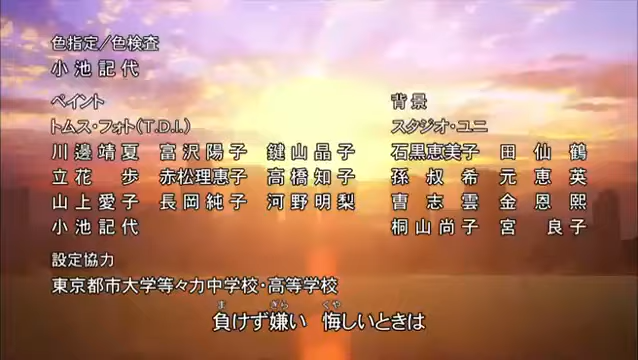 色指定／色検査
小池記代
ペイント
トムス・フォト(T.D.I.)
川邊靖夏 富沢陽子 鍵山晶子
立花歩 赤松理恵子 高橋知子
山上愛子 長岡純子 河野明梨
小池記代
背景
スタジオ・ユニ
石黒恵美子 田仙鶴
孫叔希 元恵英
曺志雲 金恩熙
桐山尚子 宮良子
設定協力
東京都市大学等々力中学校・高等学校
ま ぎら くや
負けず嫌い 悔しいときは